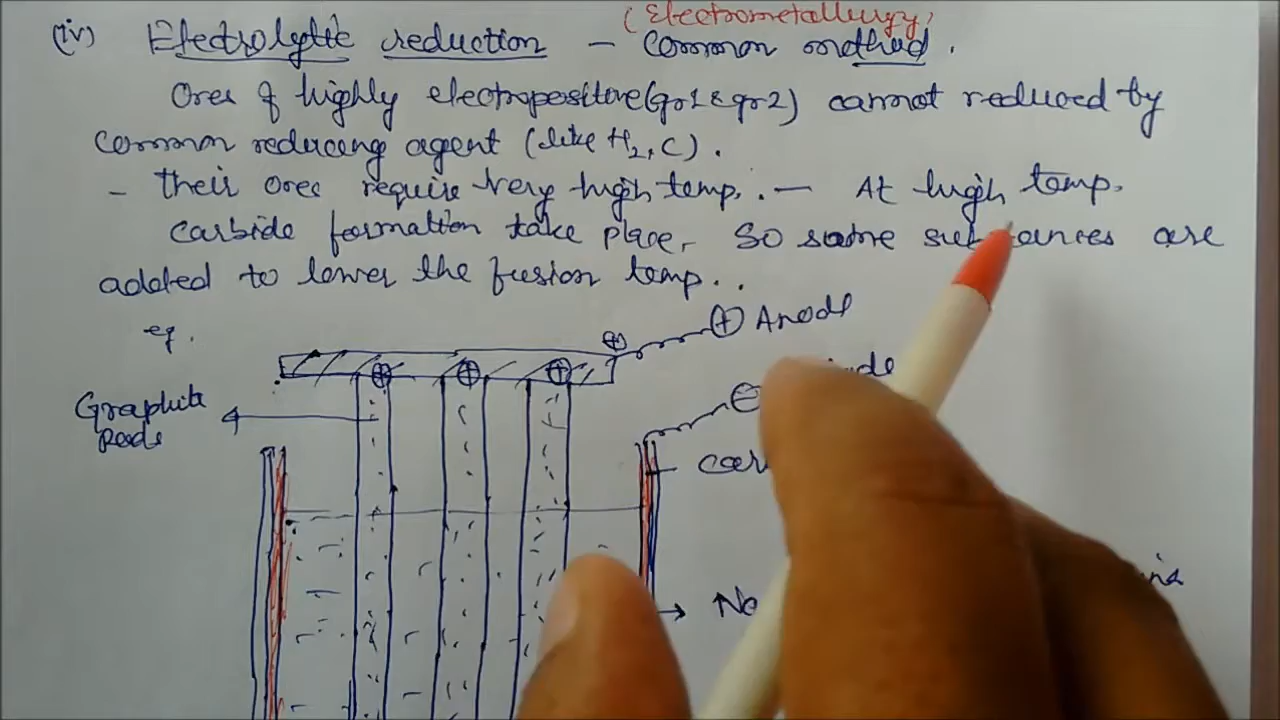 (Electrometallurgy)
(iv) Electrolytic reduction - common method.
Ores of highly electropositive (gr1 & gr2) cannot reduced by
common reducing agent (like H2, C).
- their ores require very high temp. - At high temp.
carbide formation take place, So some substances are
added to lower the fusion temp..
eg.
+ Anode
Graphite
Rods